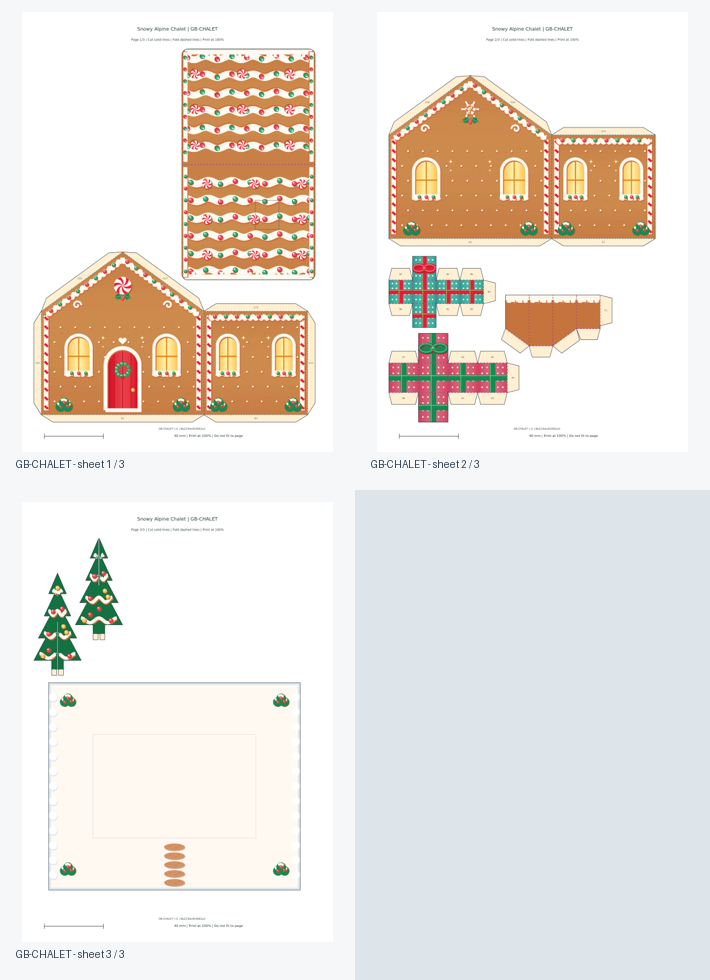 Snowy Alpine Chalet | GB-CHALET
Page 1/3 | Cut solid lines | Fold dashed lines | Print at 100%
80 mm | Print at 100% | Do not fit to page
GB-CHALET - sheet 1 / 3
Snowy Alpine Chalet | GB-CHALET
Page 2/3 | Cut solid lines | Fold dashed lines | Print at 100%
80 mm | Print at 100% | Do not fit to page
GB-CHALET - sheet 2 / 3
Snowy Alpine Chalet | GB-CHALET
Page 3/3 | Cut solid lines | Fold dashed lines | Print at 100%
80 mm | Print at 100% | Do not fit to page
GB-CHALET - sheet 3 / 3